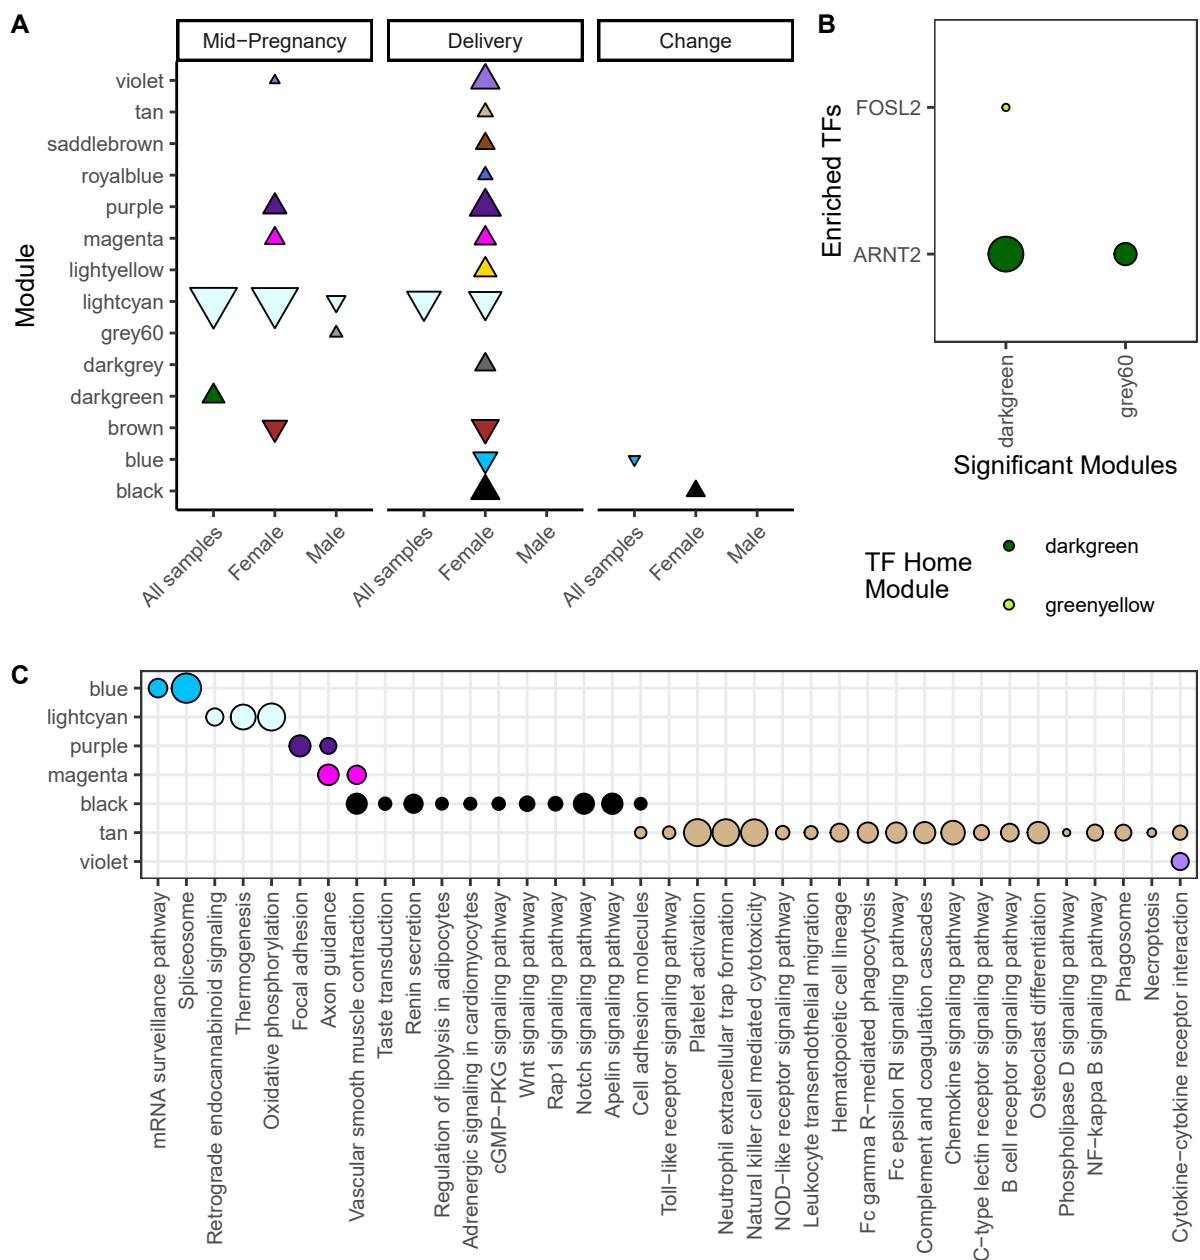 A
Mid−Pregnancy
Delivery
Change
Module
violet
tan
saddlebrown
royalblue
purple
magenta
lightyellow
lightcyan
grey60
darkgrey
darkgreen
brown
blue
black
All samples
Female
Male
All samples
Female
Male
All samples
Female
Male
B
Enriched TFs
FOSL2
ARNT2
darkgreen
grey60
Significant Modules
TF Home
Module
darkgreen
greenyellow
C
blue
lightcyan
purple
magenta
black
tan
violet
mRNA surveillance pathway
Spliceosome
Retrograde endocannabinoid signaling
Thermogenesis
Oxidative phosphorylation
Focal adhesion
Axon guidance
Vascular smooth muscle contraction
Taste transduction
Renin secretion
Regulation of lipolysis in adipocytes
Adrenergic signaling in cardiomyocytes
cGMP−PKG signaling pathway
Wnt signaling pathway
Rap1 signaling pathway
Notch signaling pathway
Apelin signaling pathway
Cell adhesion molecules
Toll−like receptor signaling pathway
Platelet activation
Neutrophil extracellular trap formation
Natural killer cell mediated cytotoxicity
NOD−like receptor signaling pathway
Leukocyte transendothelial migration
Hematopoietic cell lineage
Fc gamma R−mediated phagocytosis
Fc epsilon RI signaling pathway
Complement and coagulation cascades
Chemokine signaling pathway
C−type lectin receptor signaling pathway
B cell receptor signaling pathway
Osteoclast differentiation
Phospholipase D signaling pathway
NF−kappa B signaling pathway
Phagosome
Necroptosis
Cytokine−cytokine receptor interaction